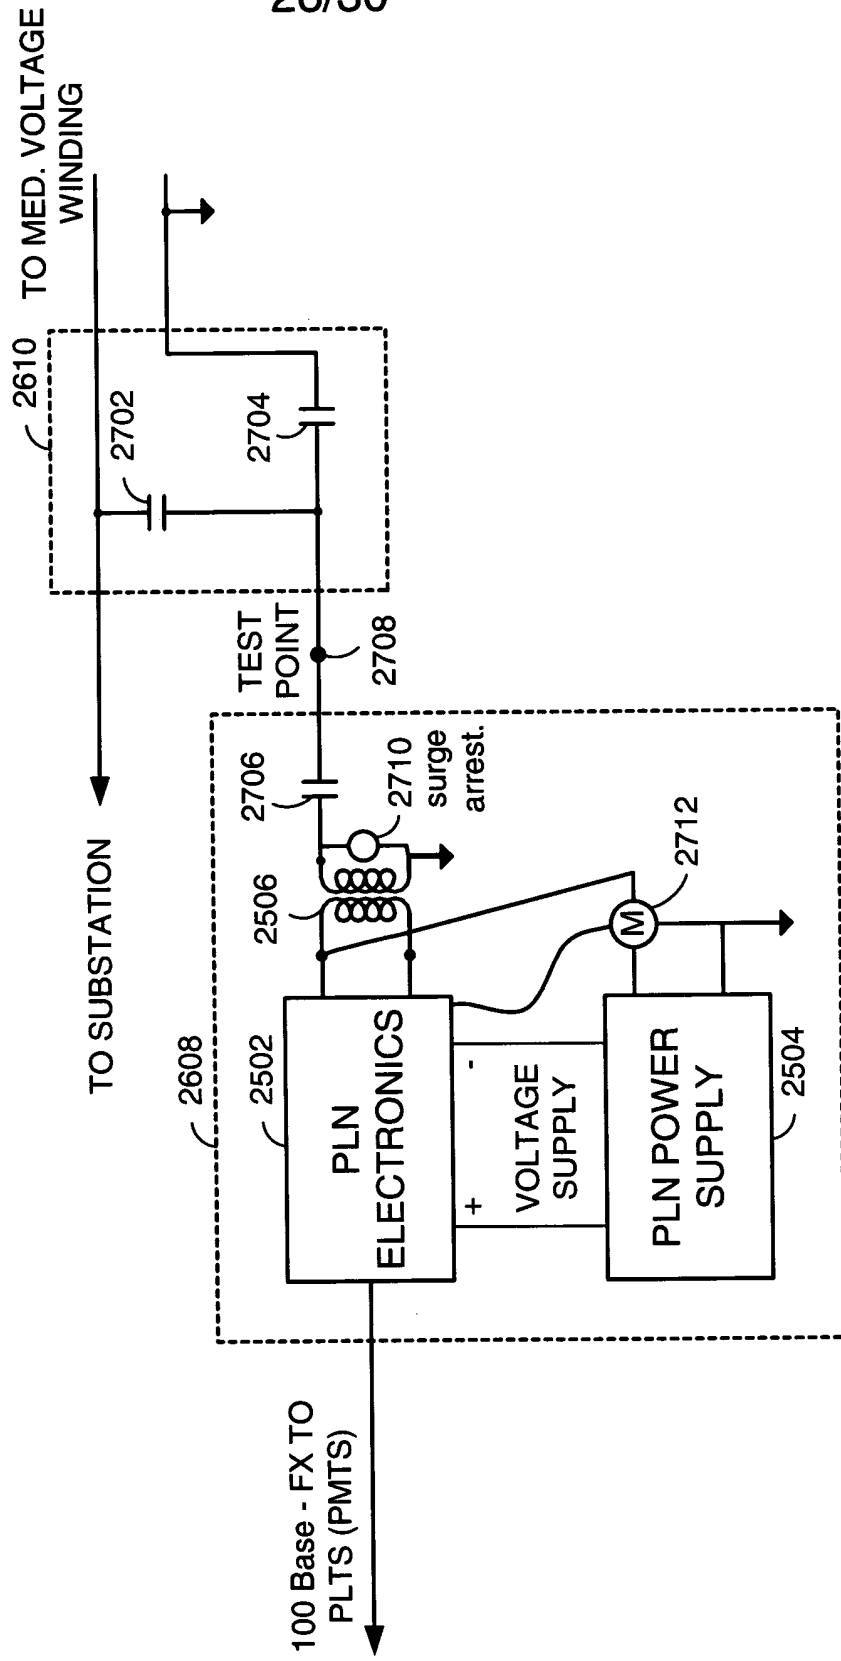 TO SUBSTATION
TO MED. VOLTAGE
WINDING
2610
2702
2704
TEST
POINT
2708
2608
2502
2506
2706
2710
surge
arrest.
100 Base - FX TO
PLTS (PMTS)
PLN
ELECTRONICS
+
-
VOLTAGE
SUPPLY
M
2712
PLN POWER
SUPPLY
2504